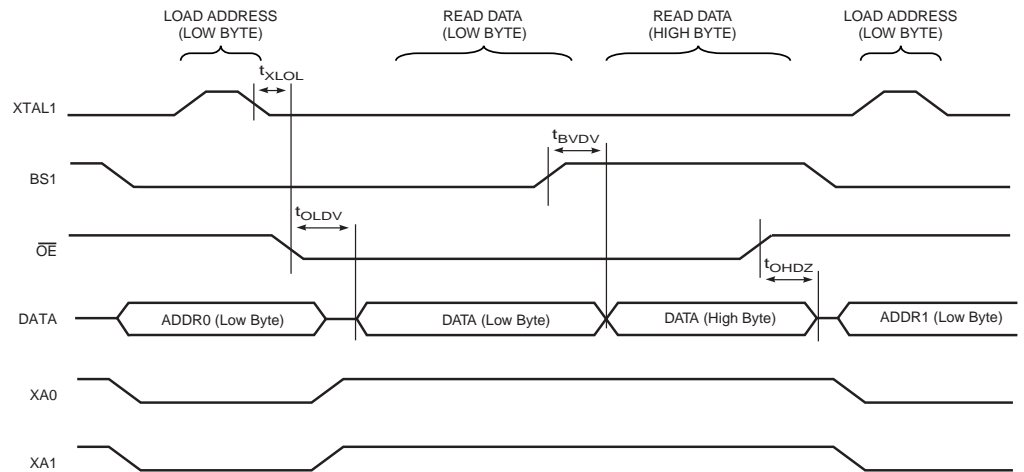 LOAD ADDRESS
(LOW BYTE)
READ DATA
(LOW BYTE)
READ DATA
(HIGH BYTE)
LOAD ADDRESS
(LOW BYTE)
tXLOL
XTAL1
tBVDV
BS1
tOLDV
OE
tOHDZ
DATA
ADDR0 (Low Byte)
DATA (Low Byte)
DATA (High Byte)
ADDR1 (Low Byte)
XA0
XA1